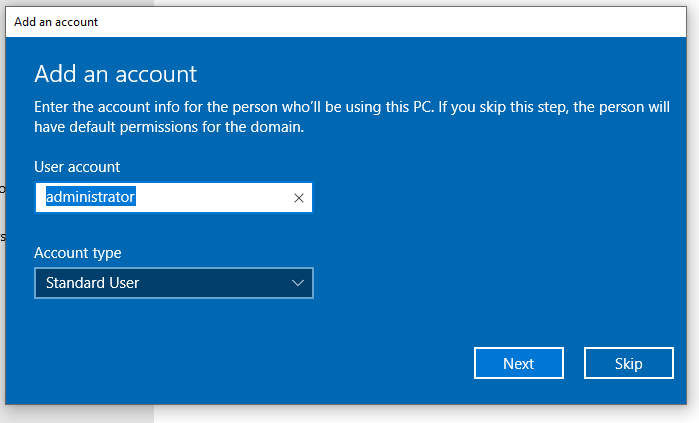 Add an account
Add an account
Enter the account info for the person who'll be using this PC. If you skip this step, the person will
have default permissions for the domain.
User account
administrator
Account type
Standard User
Next
Skip